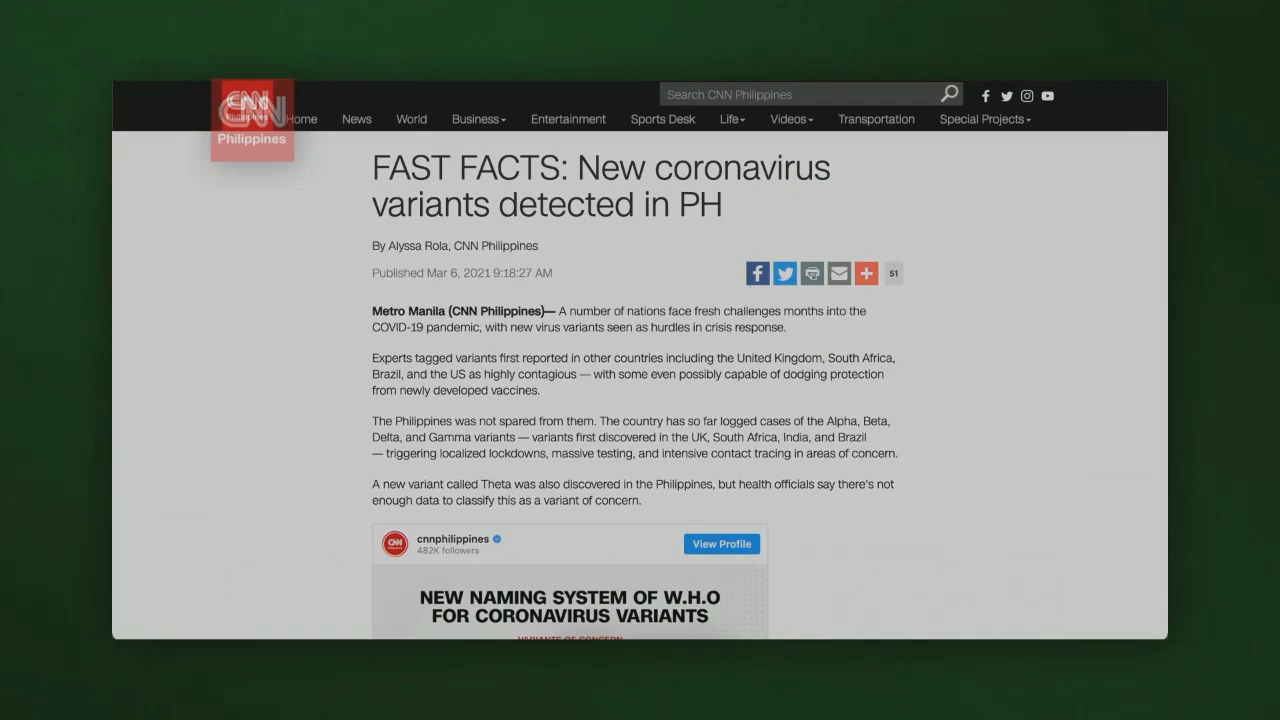 CNN
Philippines
CNN
Philippines
Search CNN Philippines
Home News World Business Entertainment Sports Desk Life Videos Transportation Special Projects
FAST FACTS: New coronavirus
variants detected in PH
By Alyssa Rola, CNN Philippines
Published Mar 6, 2021 9:18:27 AM
51
Metro Manila (CNN Philippines)— A number of nations face fresh challenges months into the
COVID-19 pandemic, with new virus variants seen as hurdles in crisis response.
Experts tagged variants first reported in other countries including the United Kingdom, South Africa,
Brazil, and the US as highly contagious — with some even possibly capable of dodging protection
from newly developed vaccines.
The Philippines was not spared from them. The country has so far logged cases of the Alpha, Beta,
Delta, and Gamma variants — variants first discovered in the UK, South Africa, India, and Brazil
— triggering localized lockdowns, massive testing, and intensive contact tracing in areas of concern.
A new variant called Theta was also discovered in the Philippines, but health officials say there's not
enough data to classify this as a variant of concern.
CNN
cnnphilippines
482K followers
View Profile
NEW NAMING SYSTEM OF W.H.O
FOR CORONAVIRUS VARIANTS
VARIANTS OF CONCERN